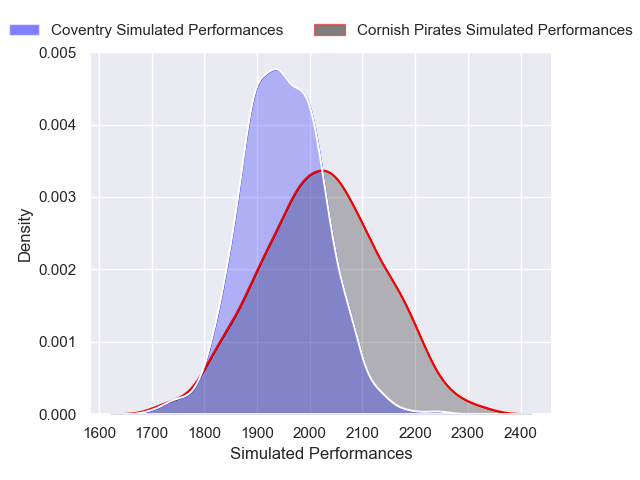 Coventry Simulated Performances
Cornish Pirates Simulated Performances
0.005
0.004
0.003
0.002
0.001
0.000
Density
1600 1700 1800 1900 2000 2100 2200 2300 2400
Simulated Performances